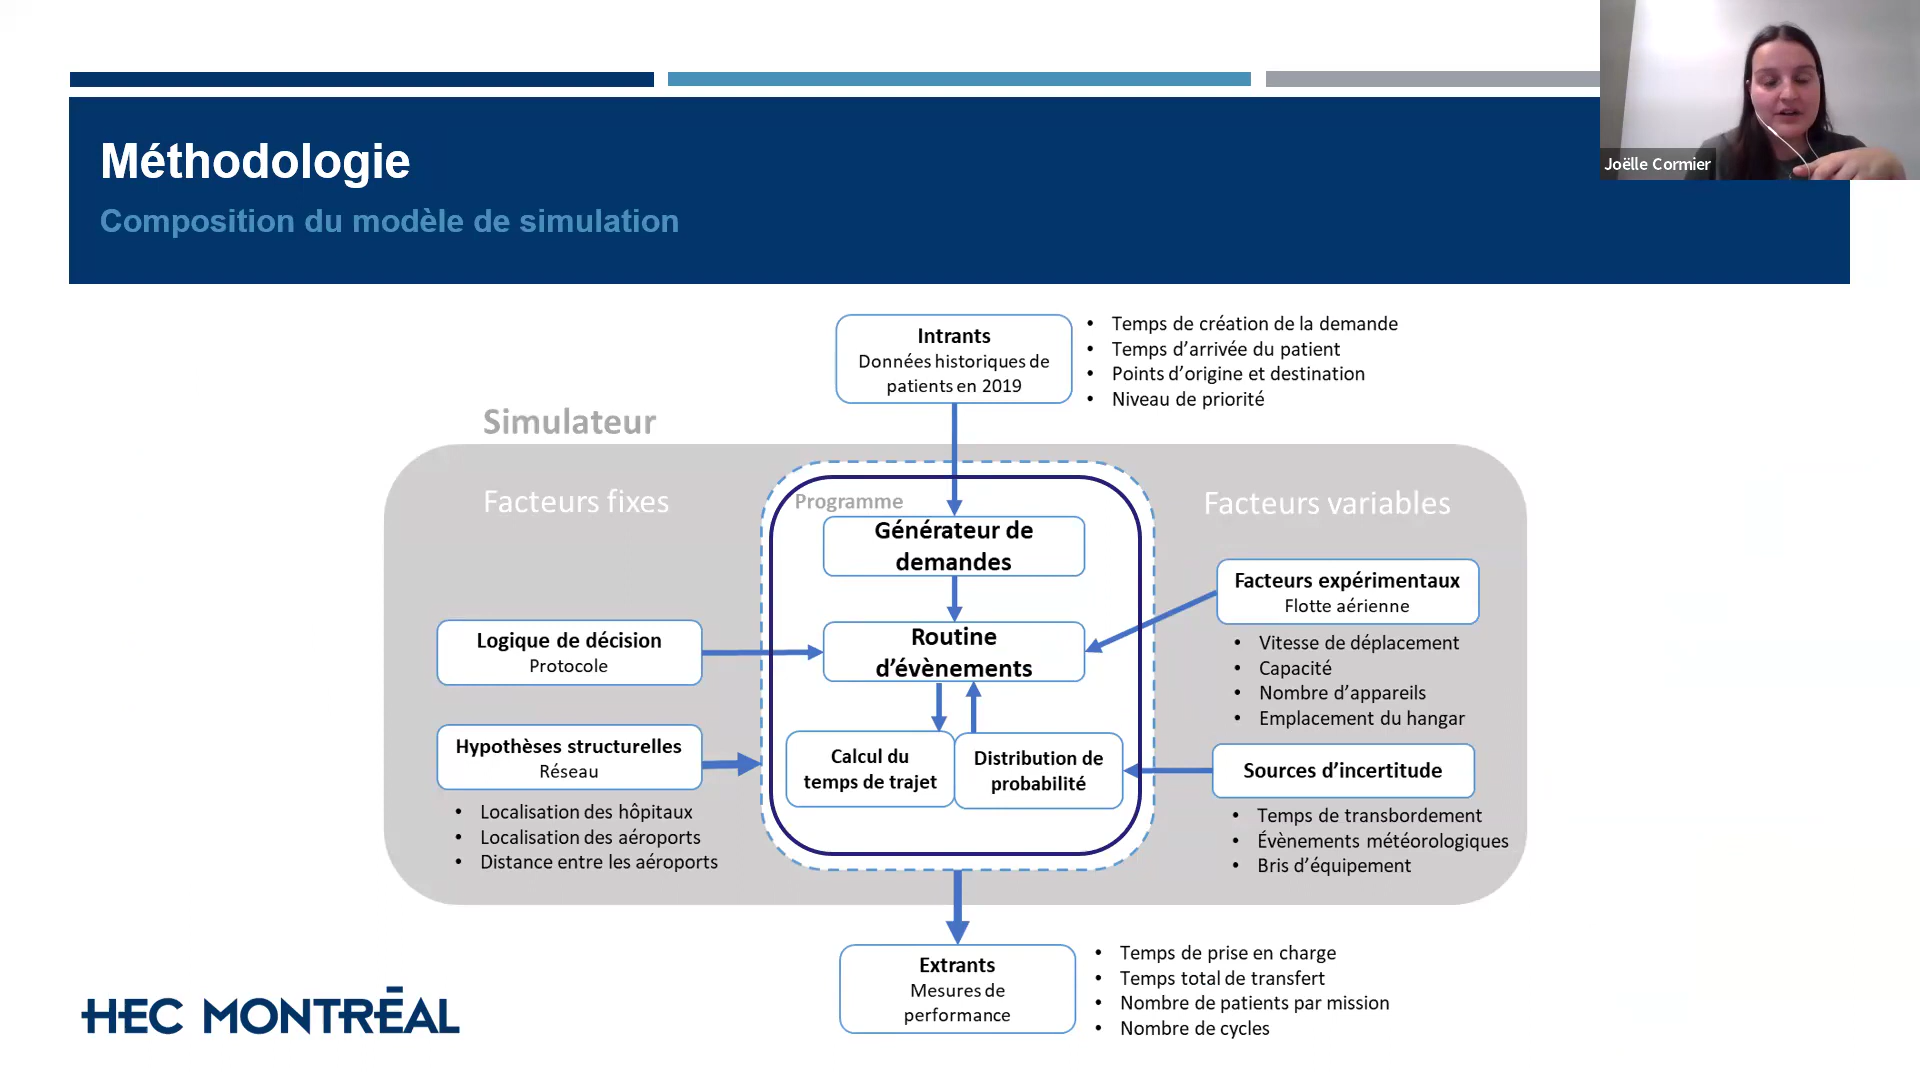 Méthodologie
Composition du modèle de simulation
Joëlle Cormier
Intrants
Données historiques de
patients en 2019
• Temps de création de la demande
• Temps d’arrivée du patient
• Points d’origine et destination
• Niveau de priorité
Simulateur
Facteurs fixes
Logique de décision
Protocole
Hypothèses structurelles
Réseau
• Localisation des hôpitaux
• Localisation des aéroports
• Distance entre les aéroports
Programme
Générateur de
demandes
Routine
d’évènements
Calcul du
temps de trajet
Distribution de
probabilité
Facteurs variables
Facteurs expérimentaux
Flotte aérienne
• Vitesse de déplacement
• Capacité
• Nombre d’appareils
• Emplacement du hangar
Sources d’incertitude
• Temps de transbordement
• Évènements météorologiques
• Bris d’équipement
Extrants
Mesures de
performance
• Temps de prise en charge
• Temps total de transfert
• Nombre de patients par mission
• Nombre de cycles
HEC MONTRÉAL